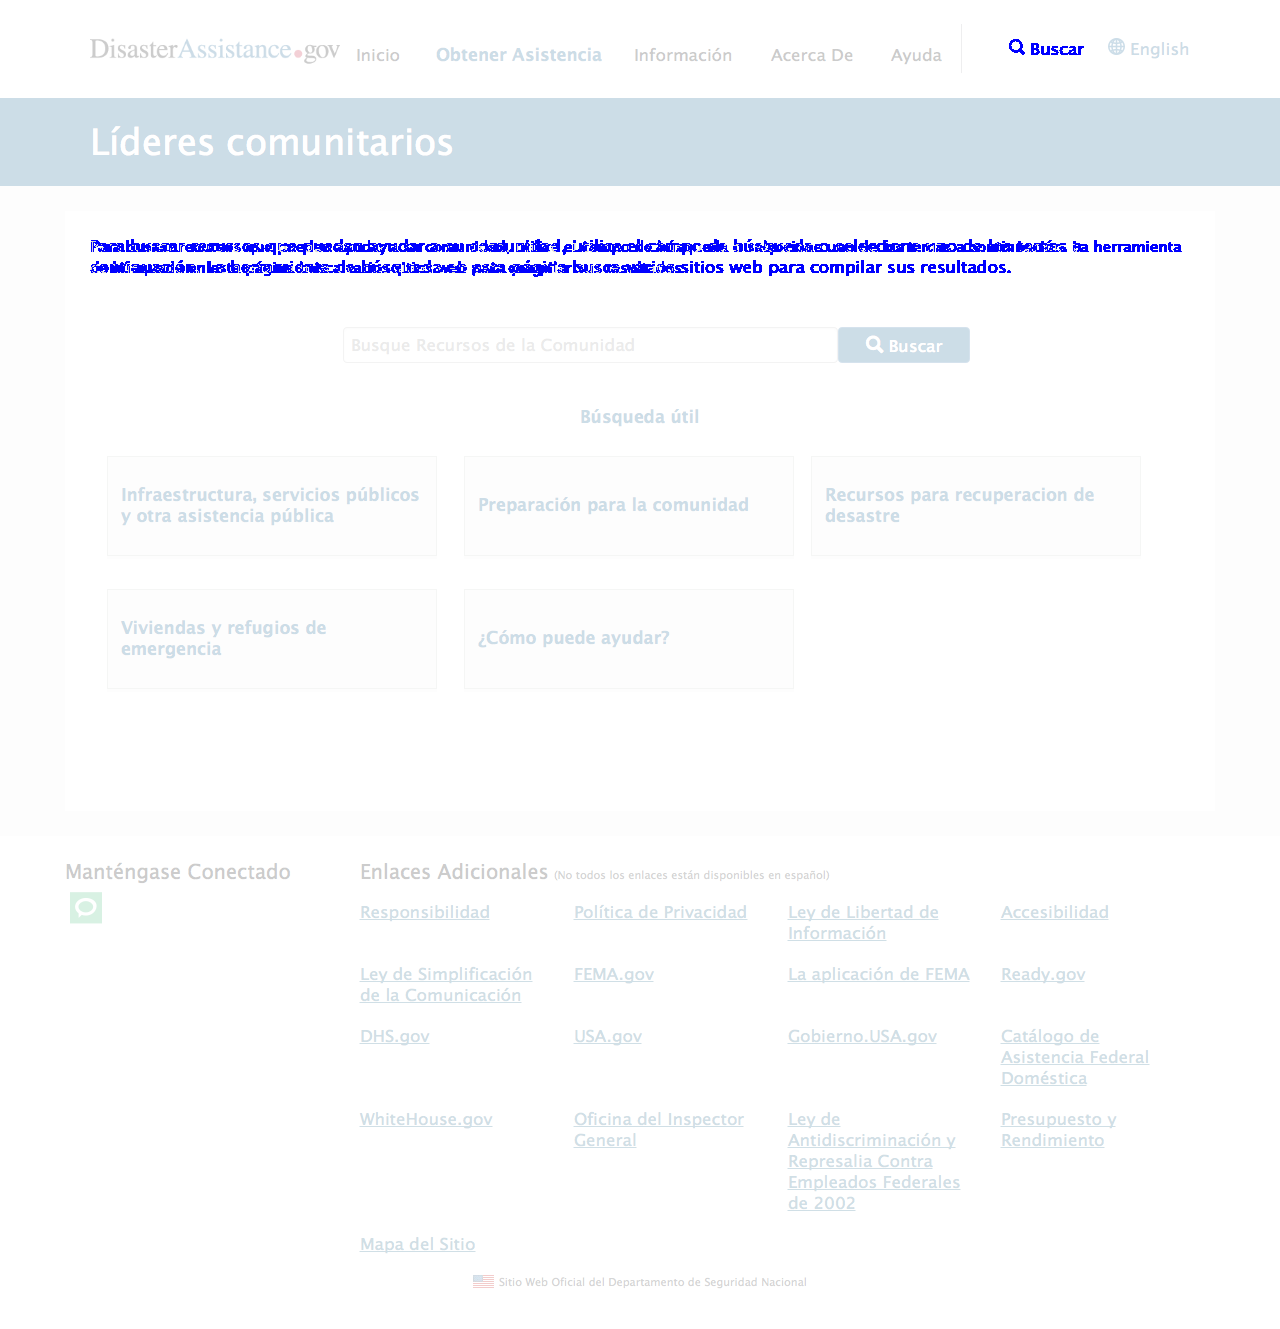 DisasterAssistance.gov
Inicio
Obtener Asistencia
Información
Acerca De
Ayuda
Buscar
English
Líderes comunitarios
sitios web para compilar sus resultados.
Busque Recursos de la Comunidad
Buscar
Búsqueda útil
Infraestructura, servicios públicos
y otra asistencia pública
Preparación para la comunidad
Recursos para recuperacion de
desastre
Viviendas y refugios de
emergencia
¿Cómo puede ayudar?
Manténgase Conectado
Enlaces Adicionales (No todos los enlaces están disponibles en español)
Responsibilidad
Política de Privacidad
Ley de Libertad de
Información
Accesibilidad
Ley de Simplificación
de la Comunicación
FEMA.gov
La aplicación de FEMA
Ready.gov
DHS.gov
USA.gov
Gobierno.USA.gov
Catálogo de
Asistencia Federal
Doméstica
WhiteHouse.gov
Oficina del Inspector
General
Ley de
Antidiscriminación y
Represalia Contra
Empleados Federales
de 2002
Presupuesto y
Rendimiento
Mapa del Sitio
Sitio Web Oficial del Departamento de Seguridad Nacional